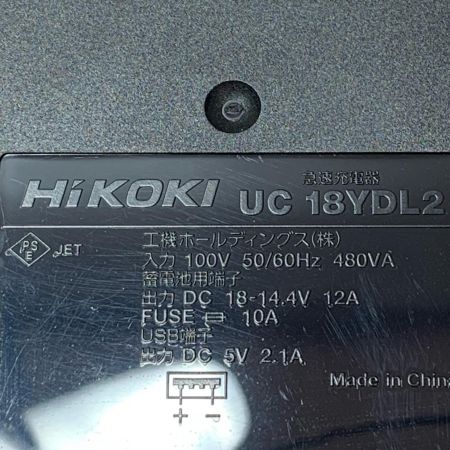 急速充電器
HiKOKI UC 18YDL2
PS
E JET
工機ホールディングス(株)
入力 100V 50/60Hz 480VA
蓄電池用端子
出力 DC 18-14.4V 12A
FUSE 10A
USB端子
出力 DC 5V 2.1A
+ -
Made in China